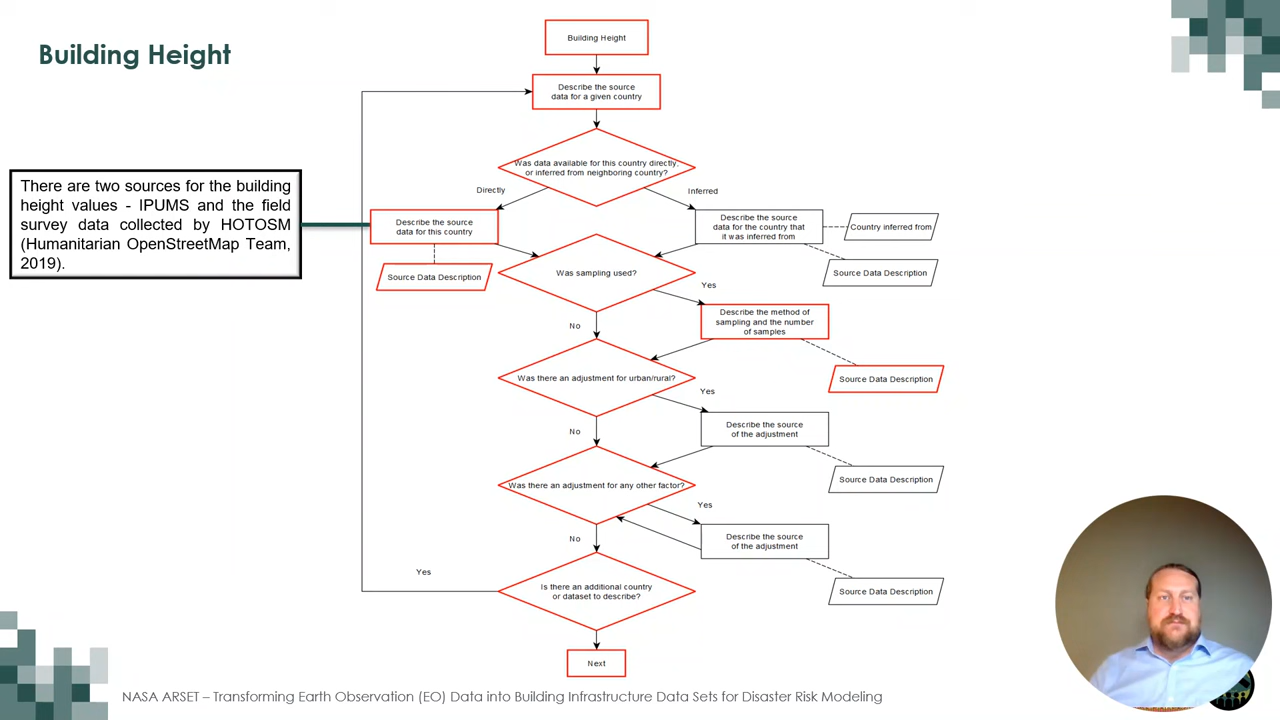 Building Height
Building Height
Describe the source
data for a given country
Was data available for this country directly,
or inferred from neighboring country?
Directly
Inferred
There are two sources for the building
height values - IPUMS and the field
survey data collected by HOTOSM
(Humanitarian OpenStreetMap Team,
2019).
Describe the source
data for this country
Describe the source
data for the country that
it was inferred from
Country inferred from
Source Data Description
Was sampling used?
Source Data Description
Yes
No
Describe the method of
sampling and the number
of samples
Source Data Description
Was there an adjustment for urban/rural?
Yes
No
Describe the source
of the adjustment
Source Data Description
Was there an adjustment for any other factor?
Yes
No
Describe the source
of the adjustment
Source Data Description
Yes
Is there an additional country
or dataset to describe?
Next
NASA ARSET – Transforming Earth Observation (EO) Data into Building Infrastructure Data Sets for Disaster Risk Modeling